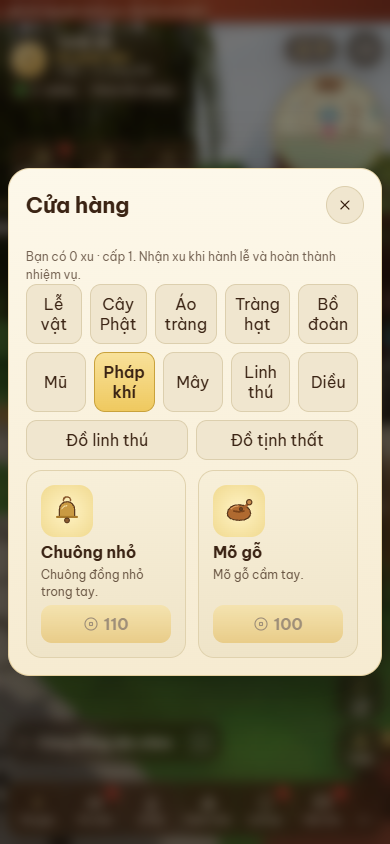 Cửa hàng
Bạn có 0 xu · cấp 1. Nhận xu khi hành lễ và hoàn thành
nhiệm vụ.
Lễ vật
Cây Phật
Áo tràng
Tràng hạt
Bồ đoàn
Mũ
Pháp khí
Mây
Linh thú
Diều
Đồ linh thú
Đồ tịnh thất
Chuông nhỏ
Chuông đồng nhỏ
trong tay.
110
Mõ gỗ
Mõ gỗ cầm tay.
100